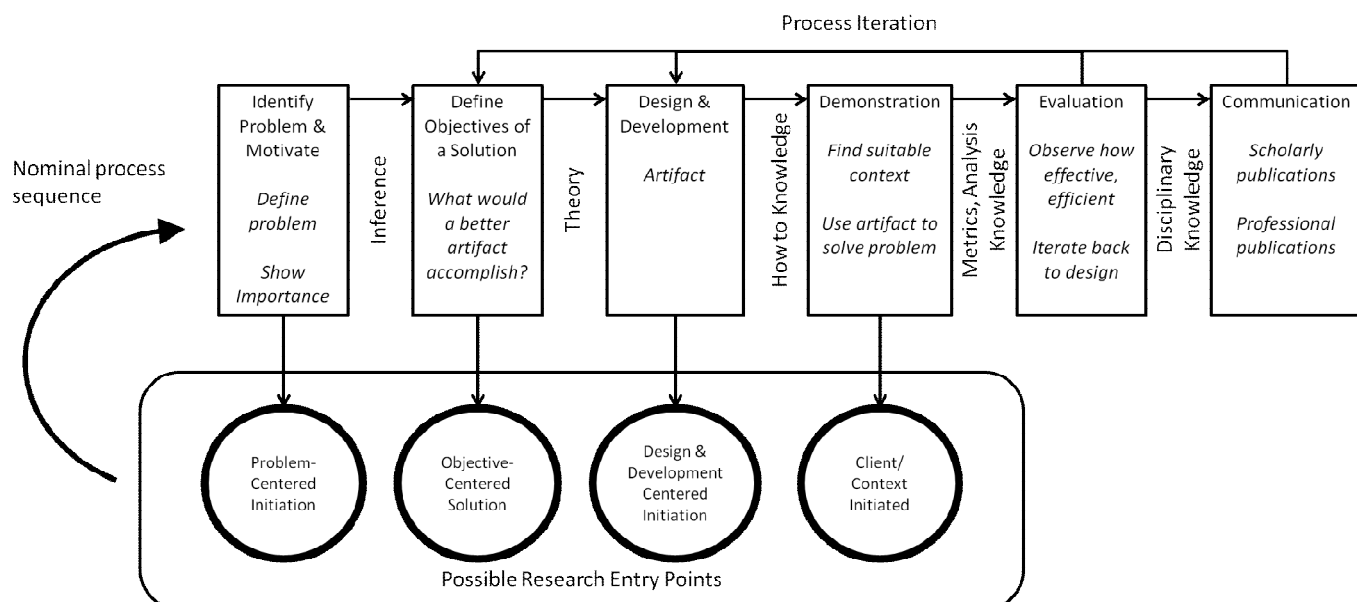 Process Iteration
Nominal process
sequence
Identify
Problem &
Motivate
Define
problem
Show
Importance
Inference
Define
Objectives of
a Solution
What would
a better
artifact
accomplish?
Theory
Design &
Development
Artifact
How to Knowledge
Demonstration
Find suitable
context
Use artifact to
solve problem
Metrics, Analysis
Knowledge
Evaluation
Observe how
effective,
efficient
Iterate back
to design
Disciplinary
Knowledge
Communication
Scholarly
publications
Professional
publications
Problem-
Centered
Initiation
Objective-
Centered
Solution
Design &
Development
Centered
Initiation
Client/
Context
Initiated
Possible Research Entry Points